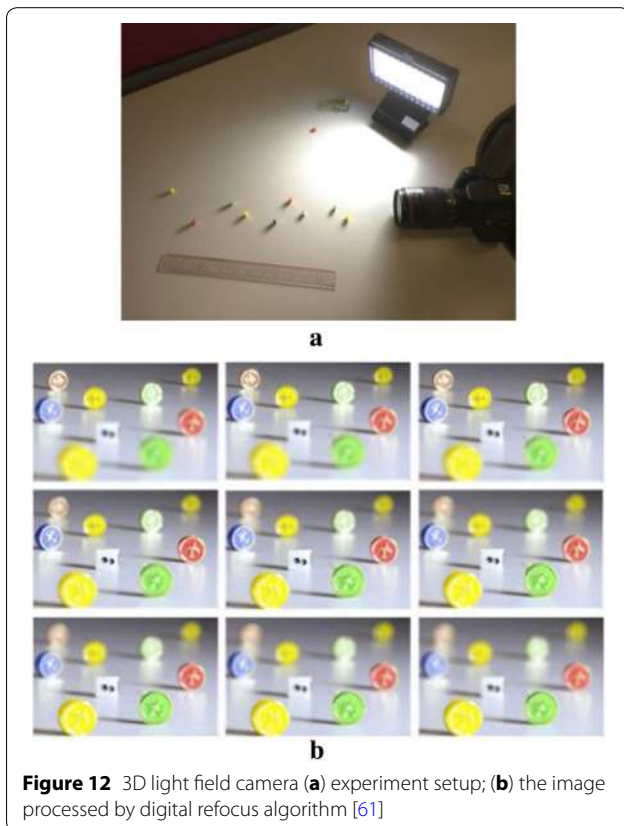 a
b
Figure 12 3D light field camera (a) experiment setup; (b) the image
processed by digital refocus algorithm [61]